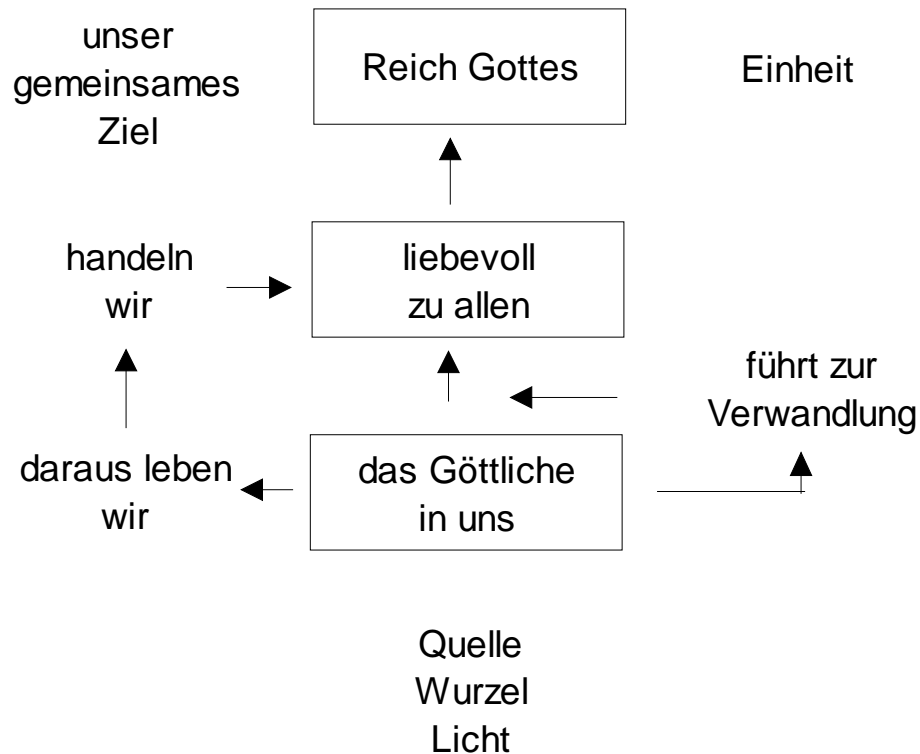 unser
gemeinsames
Ziel
Reich Gottes
Einheit
handeln
wir
liebevoll
zu allen
führt zur
Verwandlung
daraus leben
wir
das Göttliche
in uns
Quelle
Wurzel
Licht